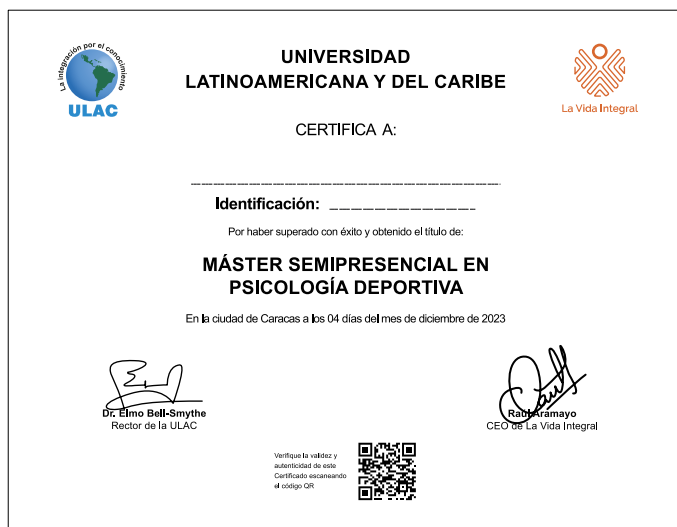 La integración por el conocimiento
ULAC
UNIVERSIDAD
LATINOAMERICANA Y DEL CARIBE
La Vida Integral
CERTIFICA A:
Identificación:
Por haber superado con éxito y obtenido el título de:
MÁSTER SEMIPRESENCIAL EN
PSICOLOGÍA DEPORTIVA
En la ciudad de Caracas a los 04 días del mes de diciembre de 2023
Dr. Elmo Bell-Smythe
Rector de la ULAC
Raúl Aramayo
CEO de La Vida Integral
Verifique la validez y
autenticidad de este
Certificado escaneando
el código QR